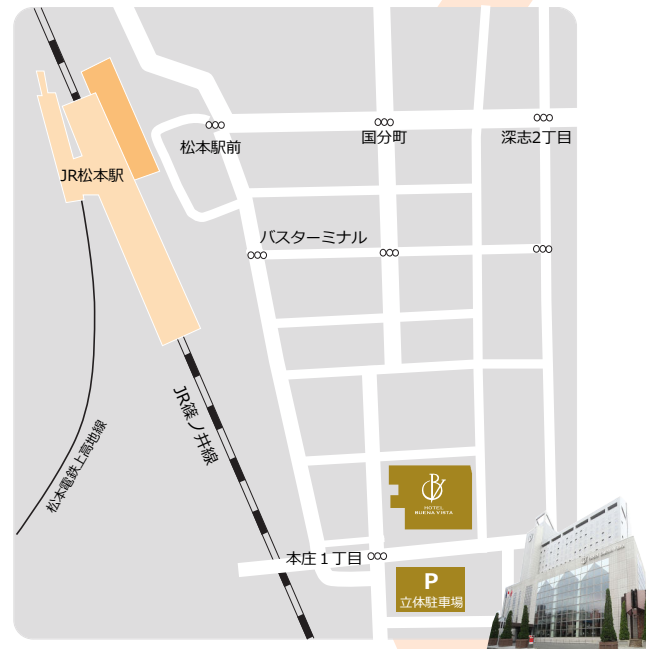 松本駅前
国分町
深志2丁目
JR松本駅
バスターミナル
JR篠ノ井線
松本電鉄上高地線
HOTEL
BUENA VISTA
本庄１丁目
P
立体駐車場